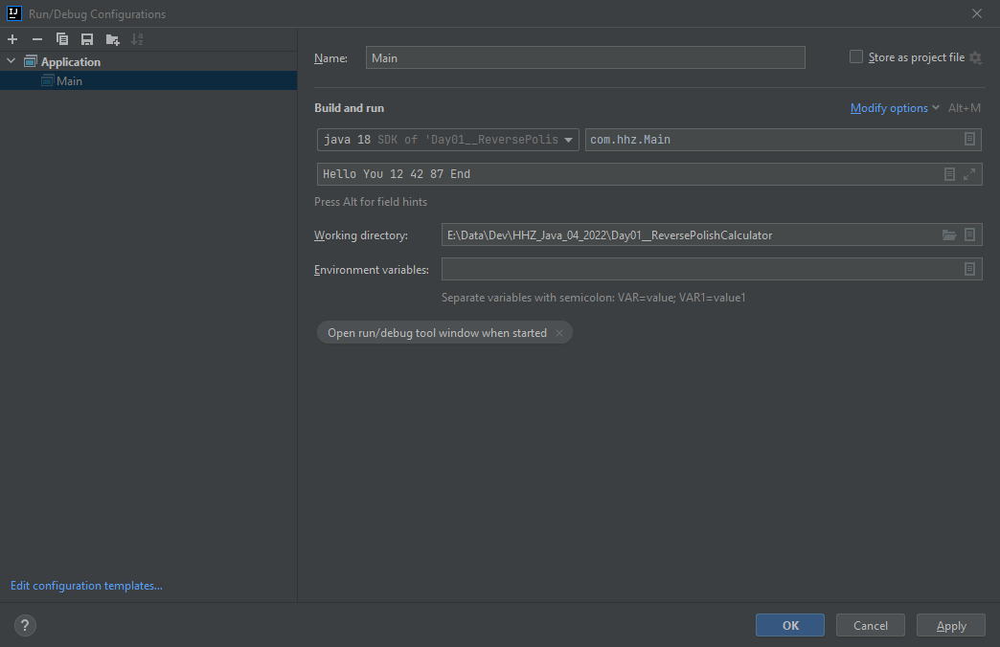 Run/Debug Configurations
Application
Main
Edit configuration templates...
Name: Main
Store as project file
Build and run
Modify options Alt+M
java 18 SDK of 'Day01__ReversePolis com.hhz.Main
Hello You 12 42 87 End
Press Alt for field hints
Working directory: E:\Data\Dev\HHZ_Java_04_2022\Day01__ReversePolishCalculator
Environment variables:
Separate variables with semicolon: VAR=value; VAR1=value1
Open run/debug tool window when started
?
OK Cancel Apply